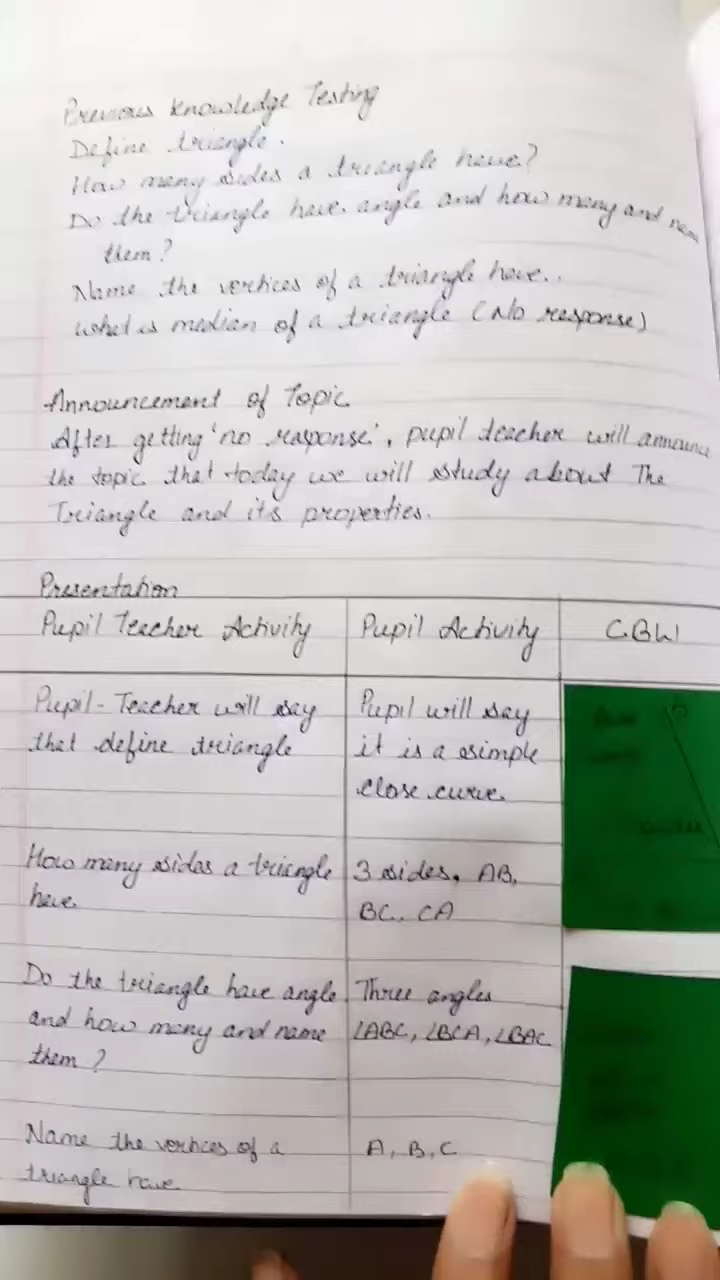 Previous Knowledge Testing
Define triangle.
How many sides a triangle have?
Do the triangle have angle and how many and
them?
Name the vertices of a triangle have..
what is median of a triangle (No response)
Announcement of Topic
After getting 'no response', pupil teacher will
the topic that today we will study about The
Triangle and its properties.
Presentation
Pupil Teacher Activity
Pupil Activity
C.B.W
Pupil-Teacher will say
that define triangle
Pupil will say
it is a simple
close curve.
How many sides a triangle
have
3 sides, AB,
BC, CA
Do the triangle have angle
and how many and name
them?
Three angles
∠ABC, ∠BCA, ∠BAC
Name the vertices of a
triangle have
A, B, C